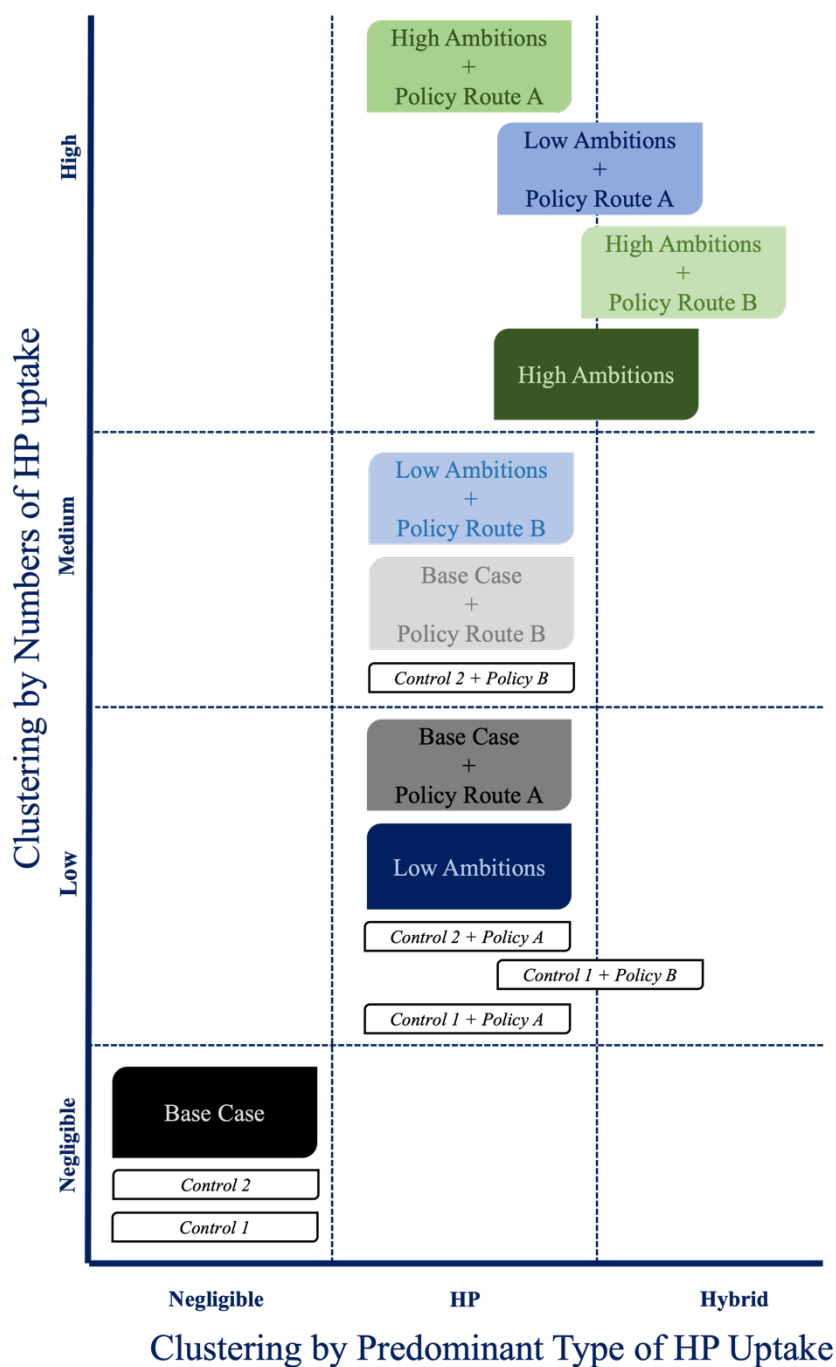 High Ambitions
+
Policy Route A
Low Ambitions
+
Policy Route A
High Ambitions
+
Policy Route B
High Ambitions
High
Low Ambitions
+
Policy Route B
Base Case
+
Policy Route B
Control 2 + Policy B
Medium
Base Case
+
Policy Route A
Low Ambitions
Control 2 + Policy A
Control 1 + Policy B
Control 1 + Policy A
Low
Base Case
Control 2
Control 1
Negligible
Clustering by Numbers of HP uptake
Negligible
HP
Hybrid
Clustering by Predominant Type of HP Uptake